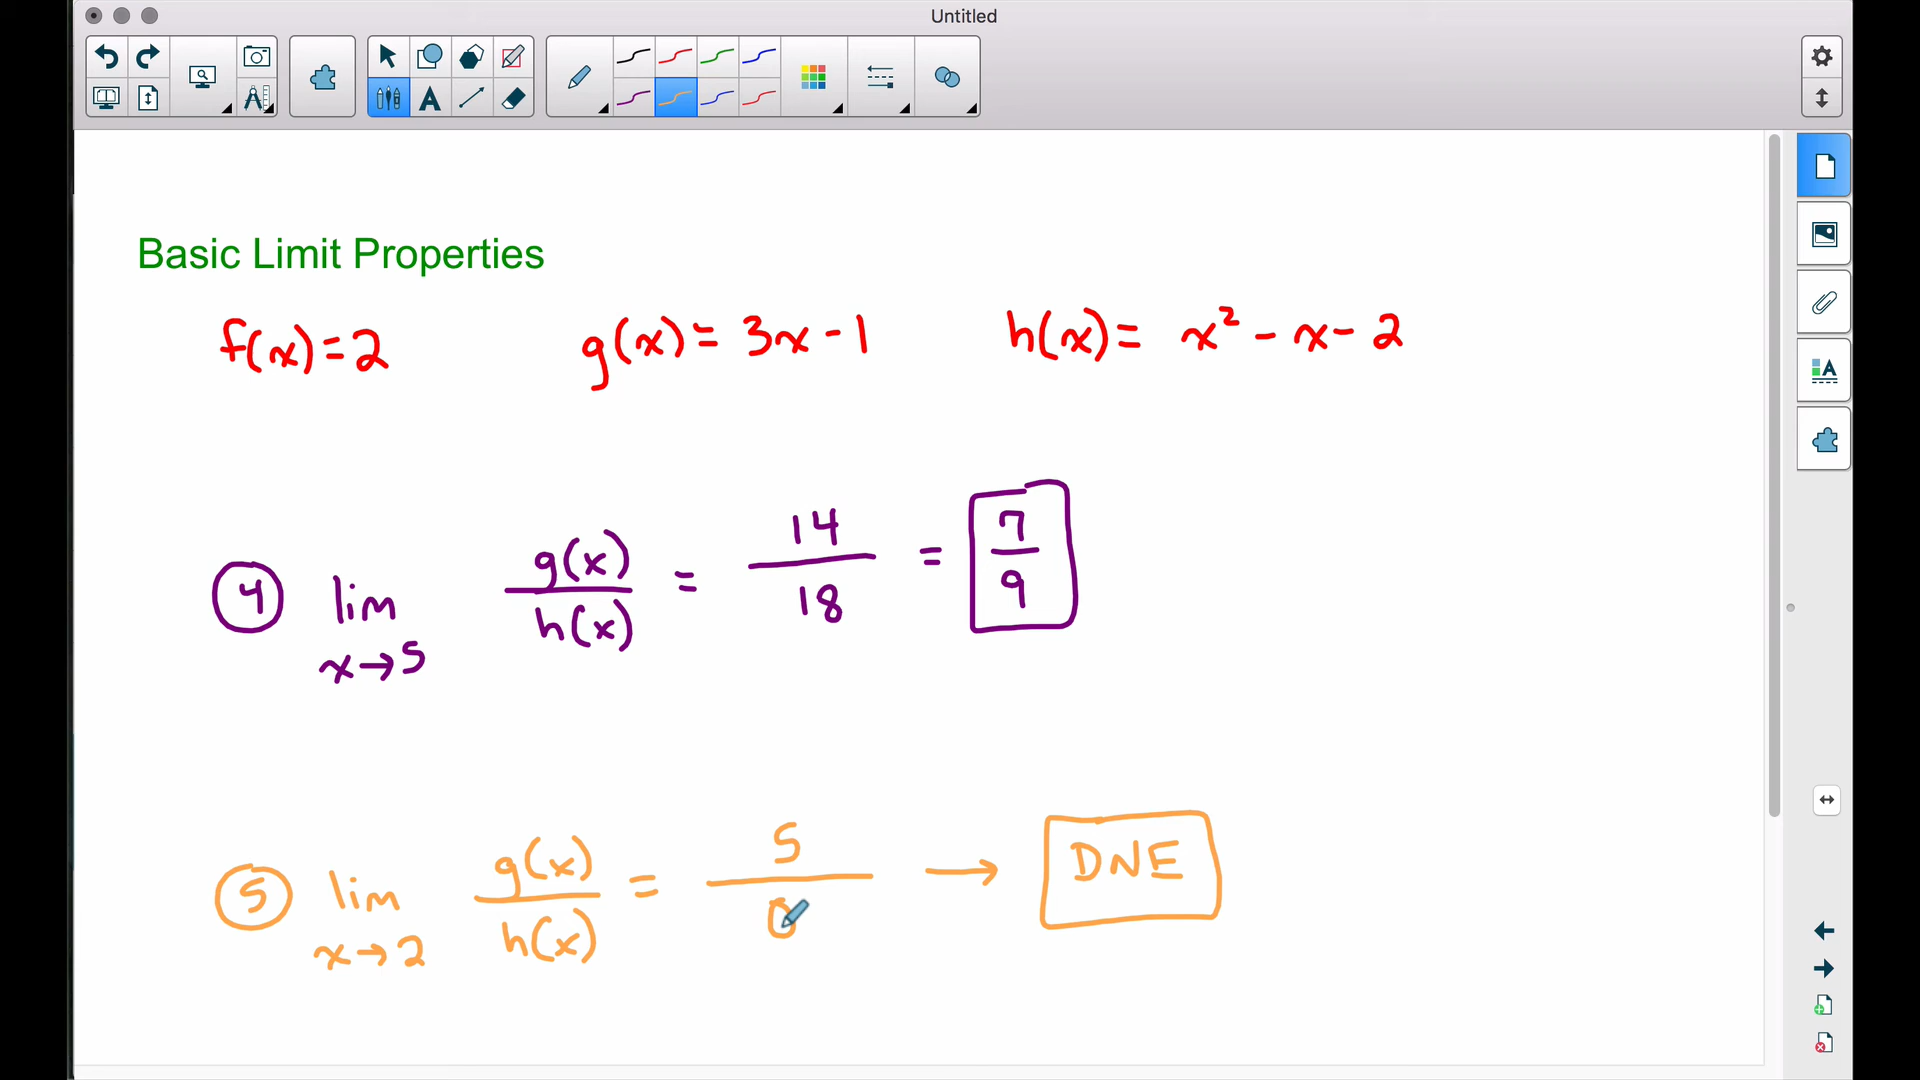 Untitled
Basic Limit Properties
f(x)=2 g(x)= 3x-1 h(x)= x² - x - 2
④ lim x→5 g(x)/h(x) = 14/18 = 7/9
⑤ lim x→2 g(x)/h(x) = 5/0 → DNE